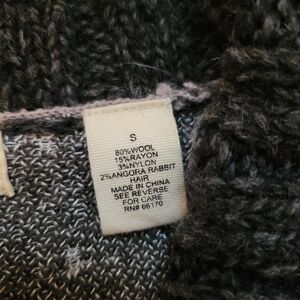 S
80%WOOL
15%RAYON
3%NYLON
2%ANGORA RABBIT
HAIR
MADE IN CHINA
SEE REVERSE
FOR CARE
RN# 66170